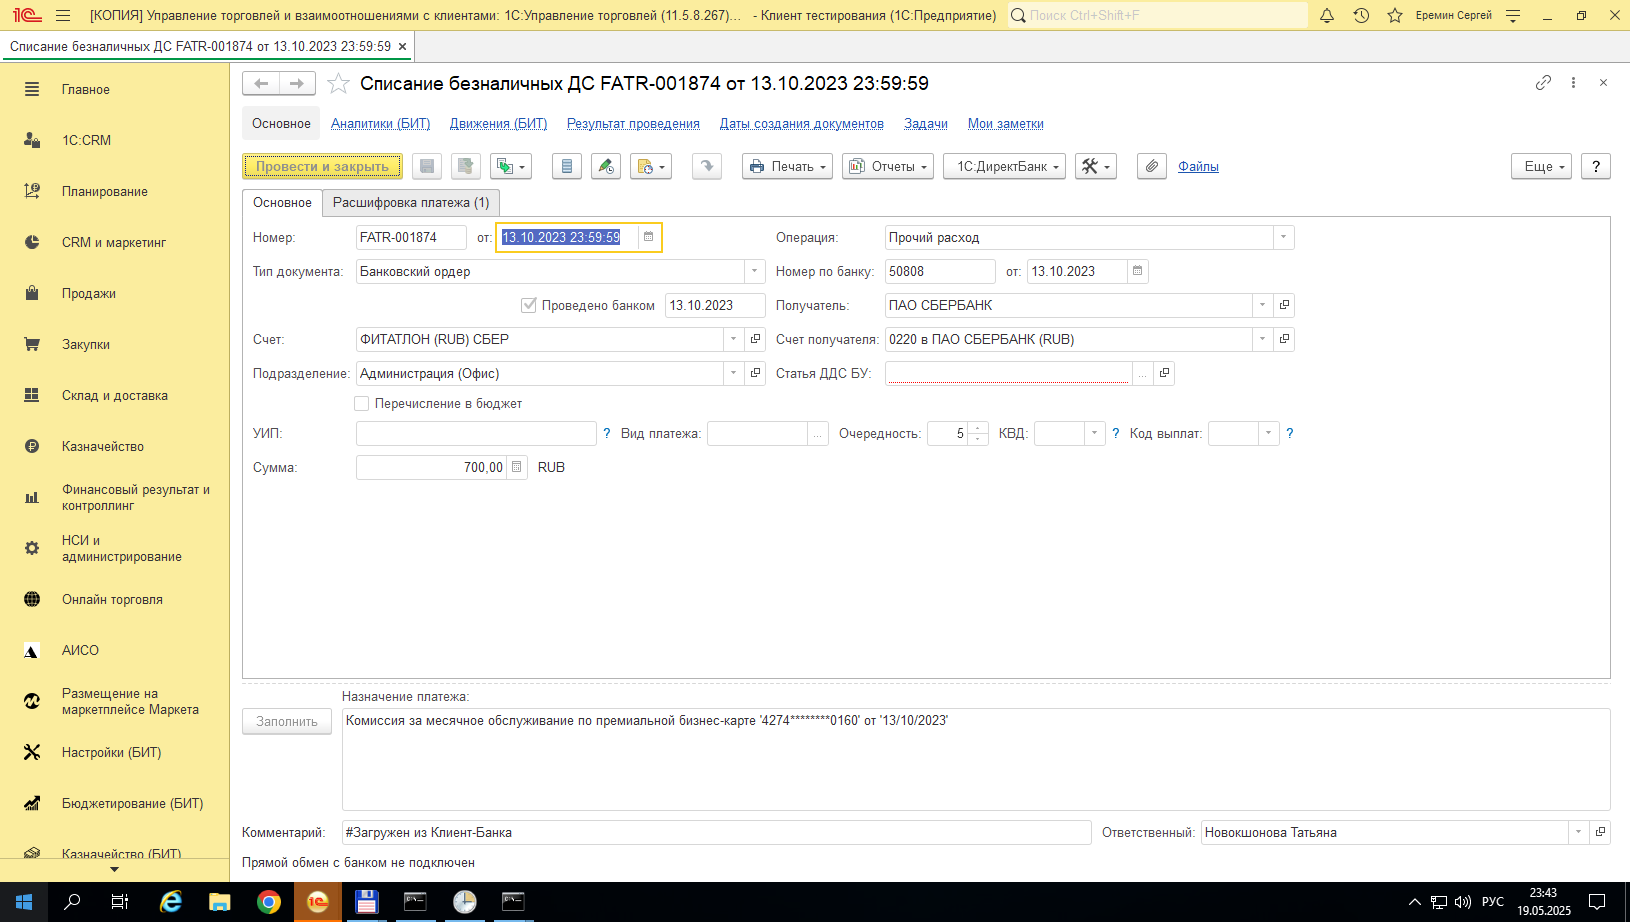 [КОПИЯ] Управление торговлей и взаимоотношениями с клиентами: 1С:Управление торговлей (11.5.8.267)... - Клиент тестирования (1С:Предприятие)
Поиск Ctrl+Shift+F
Еремин Сергей
Списание безналичных ДС FATR-001874 от 13.10.2023 23:59:59 ×
Главное
1C:CRM
Планирование
CRM и маркетинг
Продажи
Закупки
Склад и доставка
Казначейство
Финансовый результат и
контроллинг
НСИ и
администрирование
Онлайн торговля
АИСО
Размещение на
маркетплейсе Маркета
Настройки (БИТ)
Бюджетирование (БИТ)
Казначейство (БИТ)
Списание безналичных ДС FATR-001874 от 13.10.2023 23:59:59
Основное Аналитики (БИТ) Движения (БИТ) Результат проведения Даты создания документов Задачи Мои заметки
Провести и закрыть Печать Отчеты 1С:ДиректБанк Файлы Еще ?
Основное Расшифровка платежа (1)
Номер: FATR-001874 от: 13.10.2023 23:59:59 Операция: Прочий расход
Тип документа: Банковский ордер Номер по банку: 50808 от: 13.10.2023
Проведено банком 13.10.2023 Получатель: ПАО СБЕРБАНК
Счет: ФИТАТЛОН (RUB) СБЕР Счет получателя: 0220 в ПАО СБЕРБАНК (RUB)
Подразделение: Администрация (Офис) Статья ДДС БУ: ...
Перечисление в бюджет
УИП: ? Вид платежа: ... Очередность: 5 КВД: ? Код выплат: ?
Сумма: 700,00 RUB
Назначение платежа:
Заполнить
Комиссия за месячное обслуживание по премиальной бизнес-карте '4274********0160' от '13/10/2023'
Комментарий: #Загружен из Клиент-Банка Ответственный: Новокшонова Татьяна
Прямой обмен с банком не подключен
РУС
23:43
19.05.2025